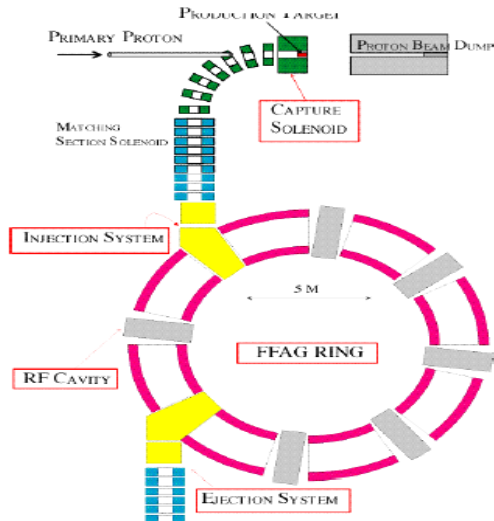 PRODUCTION TARGET
PRIMARY PROTON
PROTON BEAM DUMP
CAPTURE
SOLENOID
MATCHING
SECTION SOLENOID
INJECTION SYSTEM
5 M
FFAG RING
RF CAVITY
EJECTION SYSTEM